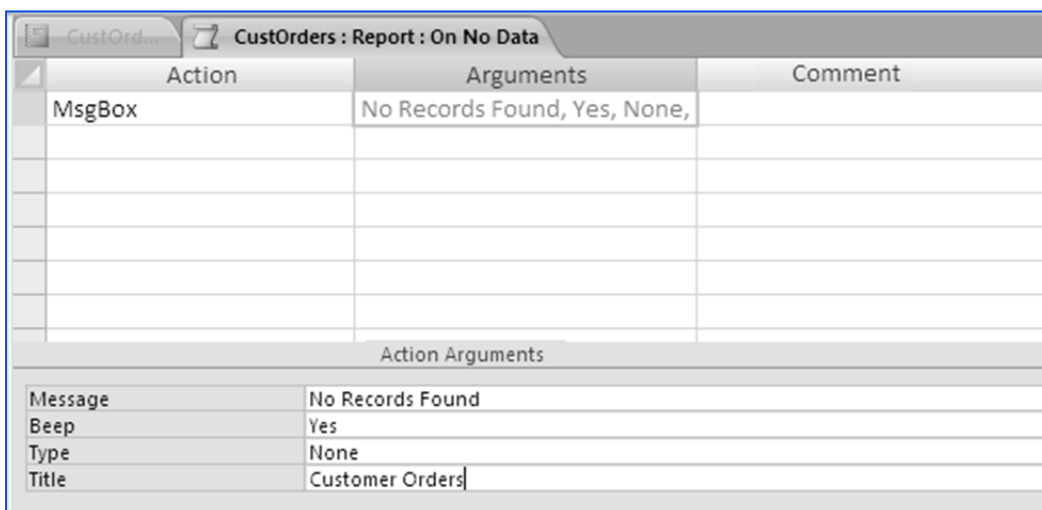 CustOrd... CustOrders : Report : On No Data
Action Arguments Comment
MsgBox No Records Found, Yes, None,
Action Arguments
Message No Records Found
Beep Yes
Type None
Title Customer Orders